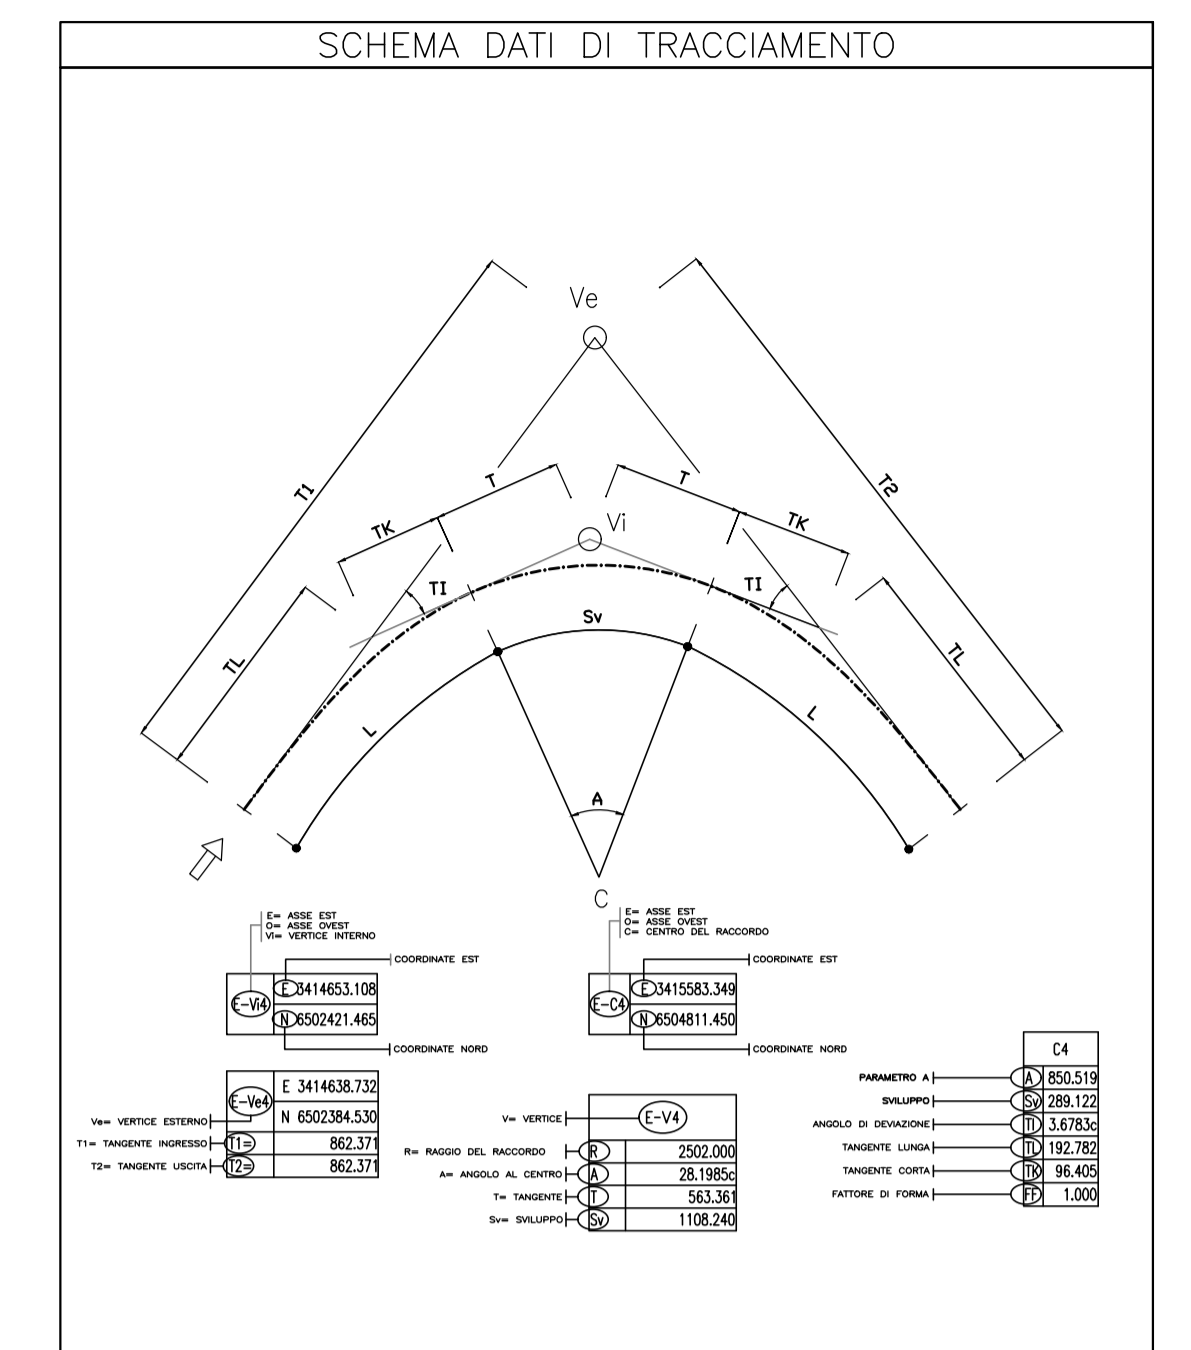 SCHEMA DATI DI TRACCIAMENTO
Ve
T1
T2
T
T
TK
TK
Vi
TI
TI
TL
TL
Sv
L
L
A
C
E= ASSE EST
O= ASSE OVEST
Vi= VERTICE INTERNO
COORDINATE EST
E-Vi4
E 3414653.108
N 6502421.465
COORDINATE NORD
E= ASSE EST
O= ASSE OVEST
C= CENTRO DEL RACCORDO
COORDINATE EST
E-C4
E 3415583.349
N 6504811.450
COORDINATE NORD
E-Ve4
E 3414638.732
N 6502384.530
Ve= VERTICE ESTERNO
T1= TANGENTE INGRESSO T1= 862.371
T2= TANGENTE USCITA T2= 862.371
V= VERTICE E-V4
R= RAGGIO DEL RACCORDO R 2502.000
A= ANGOLO AL CENTRO A 28.1985c
T= TANGENTE T 563.361
Sv= SVILUPPO Sv 1108.240
C4
PARAMETRO A A 850.519
SVILUPPO Sv 289.122
ANGOLO DI DEVIAZIONE TI 3.6783c
TANGENTE LUNGA TL 192.782
TANGENTE CORTA TK 96.405
FATTORE DI FORMA FF 1.000